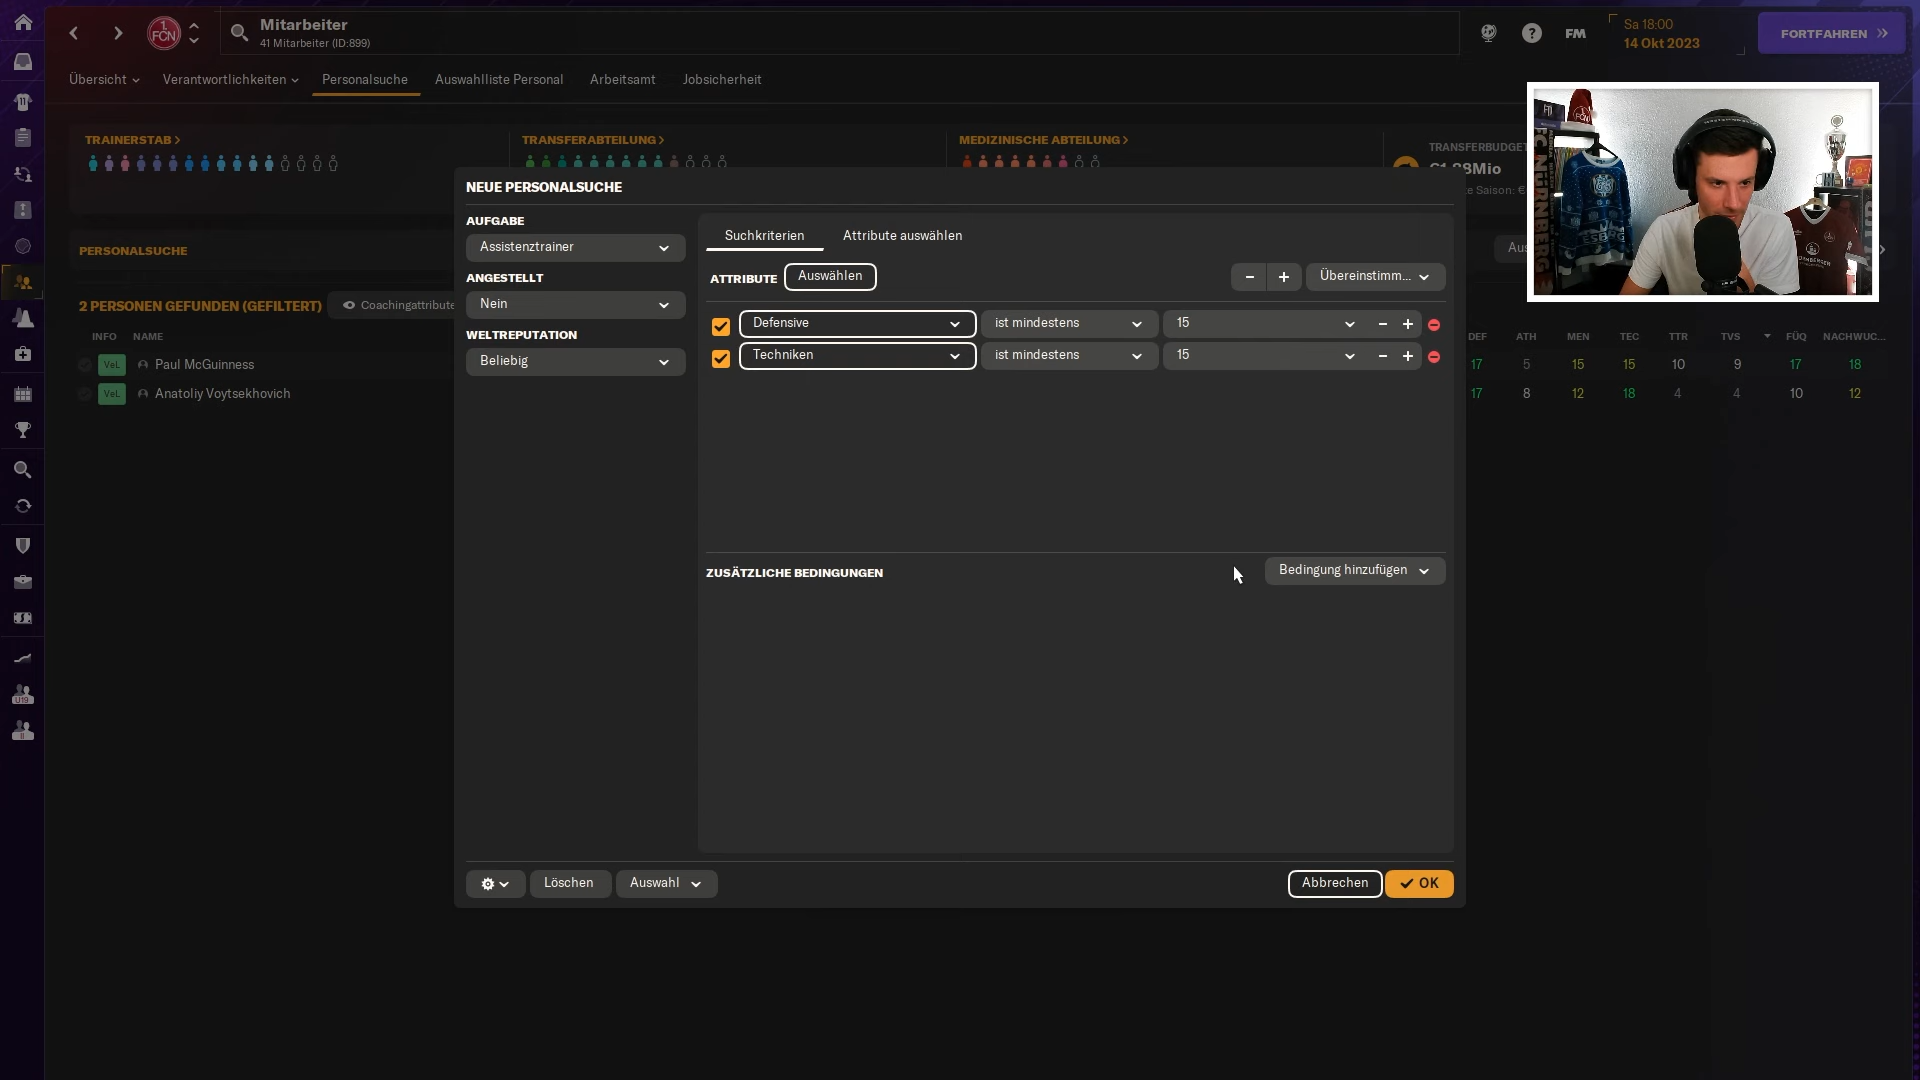 Mitarbeiter
41 Mitarbeiter (ID:899)
FM
Sa 18:00
14 Okt 2023
FORTFAHREN
Übersicht
Verantwortlichkeiten
Personalsuche
Auswahlliste Personal
Arbeitsamt
Jobsicherheit
TRAINERSTAB
TRANSFERABTEILUNG
MEDIZINISCHE ABTEILUNG
TRANSFERBUDGET
PERSONALSUCHE
2 PERSONEN GEFUNDEN (GEFILTERT)
Coachingattribute
INFO NAME
DEF ATH MEN TEC TTR TVS FÜQ NACHWUC...
VeL Paul McGuinness 17 5 15 15 10 9 17 18
VeL Anatoliy Voytsekhovich 17 8 12 18 4 4 10 12
NEUE PERSONALSUCHE
AUFGABE
Assistenztrainer
ANGESTELLT
Nein
WELTREPUTATION
Beliebig
Suchkriterien
Attribute auswählen
ATTRIBUTE
Auswählen
Übereinstimm...
Defensive ist mindestens 15
Techniken ist mindestens 15
ZUSÄTZLICHE BEDINGUNGEN
Bedingung hinzufügen
Löschen
Auswahl
Abbrechen
OK
U19
II